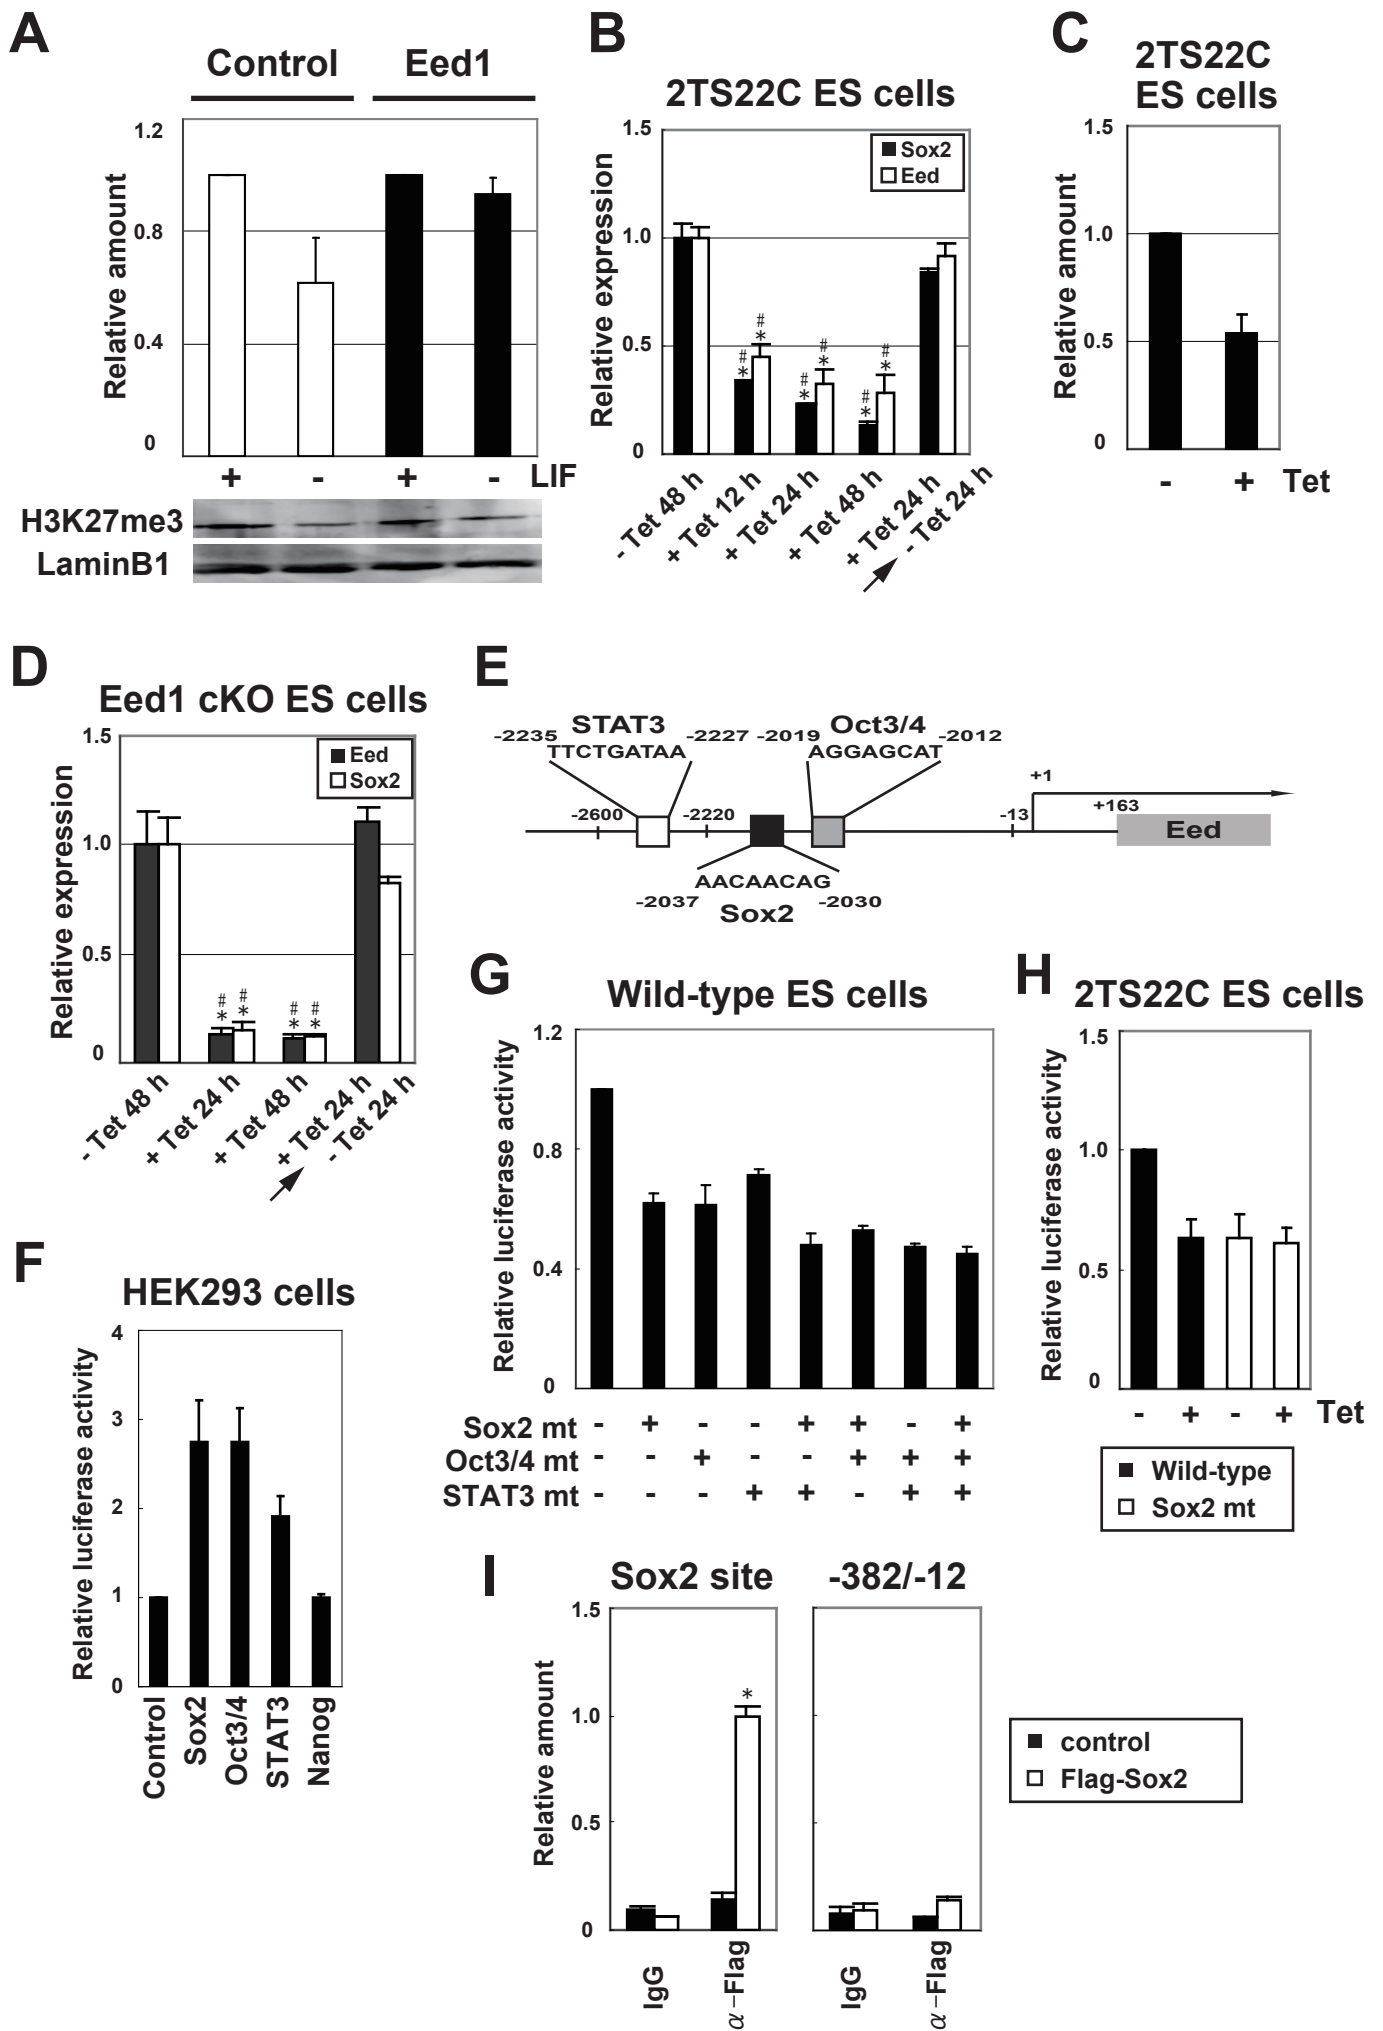 A
Control Eed1
Relative amount
1.2
0.8
0.4
0
+ - + - LIF
H3K27me3
LaminB1
B
2TS22C ES cells
Relative expression
1.5
1.0
0.5
0
Sox2
Eed
# # # # # #
* * * * * *
- Tet 48 h
+ Tet 12 h
+ Tet 24 h
+ Tet 48 h
+ Tet 24 h
- Tet 24 h
C
2TS22C
ES cells
Relative amount
1.5
1.0
0.5
0
- + Tet
D
Eed1 cKO ES cells
Relative expression
1.5
1.0
0.5
0
Eed
Sox2
# # # #
* * * *
- Tet 48 h
+ Tet 24 h
+ Tet 48 h
+ Tet 24 h
- Tet 24 h
E
STAT3 Oct3/4
-2235 -2227 -2019 -2012
TTCTGATAA AGGAGCAT
+1
-2600 -2220 -13 +163
Eed
AACAACAG
-2037 -2030
Sox2
F
HEK293 cells
Relative luciferase activity
4
3
2
1
0
Control
Sox2
Oct3/4
STAT3
Nanog
G
Wild-type ES cells
Relative luciferase activity
1.2
0.8
0.4
0
Sox2 mt - + - - + + - +
Oct3/4 mt - - + - - + + +
STAT3 mt - - - + + - + +
H
2TS22C ES cells
Relative luciferase activity
1.5
1.0
0.5
0
- + - + Tet
Wild-type
Sox2 mt
I
Sox2 site -382/-12
Relative amount
1.5
1.0
0.5
0
*
IgG
α-Flag
IgG
α-Flag
control
Flag-Sox2